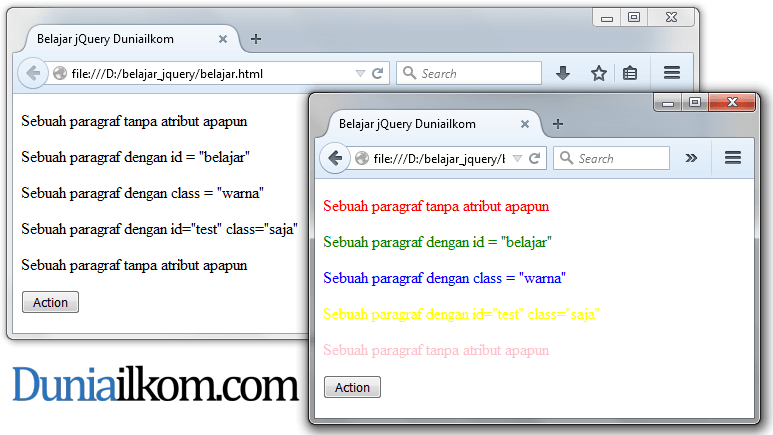 Belajar jQuery Duniailkom
file:///D:/belajar_jquery/belajar.html
Search
Sebuah paragraf tanpa atribut apapun
Sebuah paragraf dengan id = "belajar"
Sebuah paragraf dengan class = "warna"
Sebuah paragraf dengan id="test" class="saja"
Sebuah paragraf tanpa atribut apapun
Action
Belajar jQuery Duniailkom
file:///D:/belajar_jquery/b
Search
Sebuah paragraf tanpa atribut apapun
Sebuah paragraf dengan id = "belajar"
Sebuah paragraf dengan class = "warna"
Sebuah paragraf dengan id="test" class="saja"
Sebuah paragraf tanpa atribut apapun
Action
Duniailkom.com